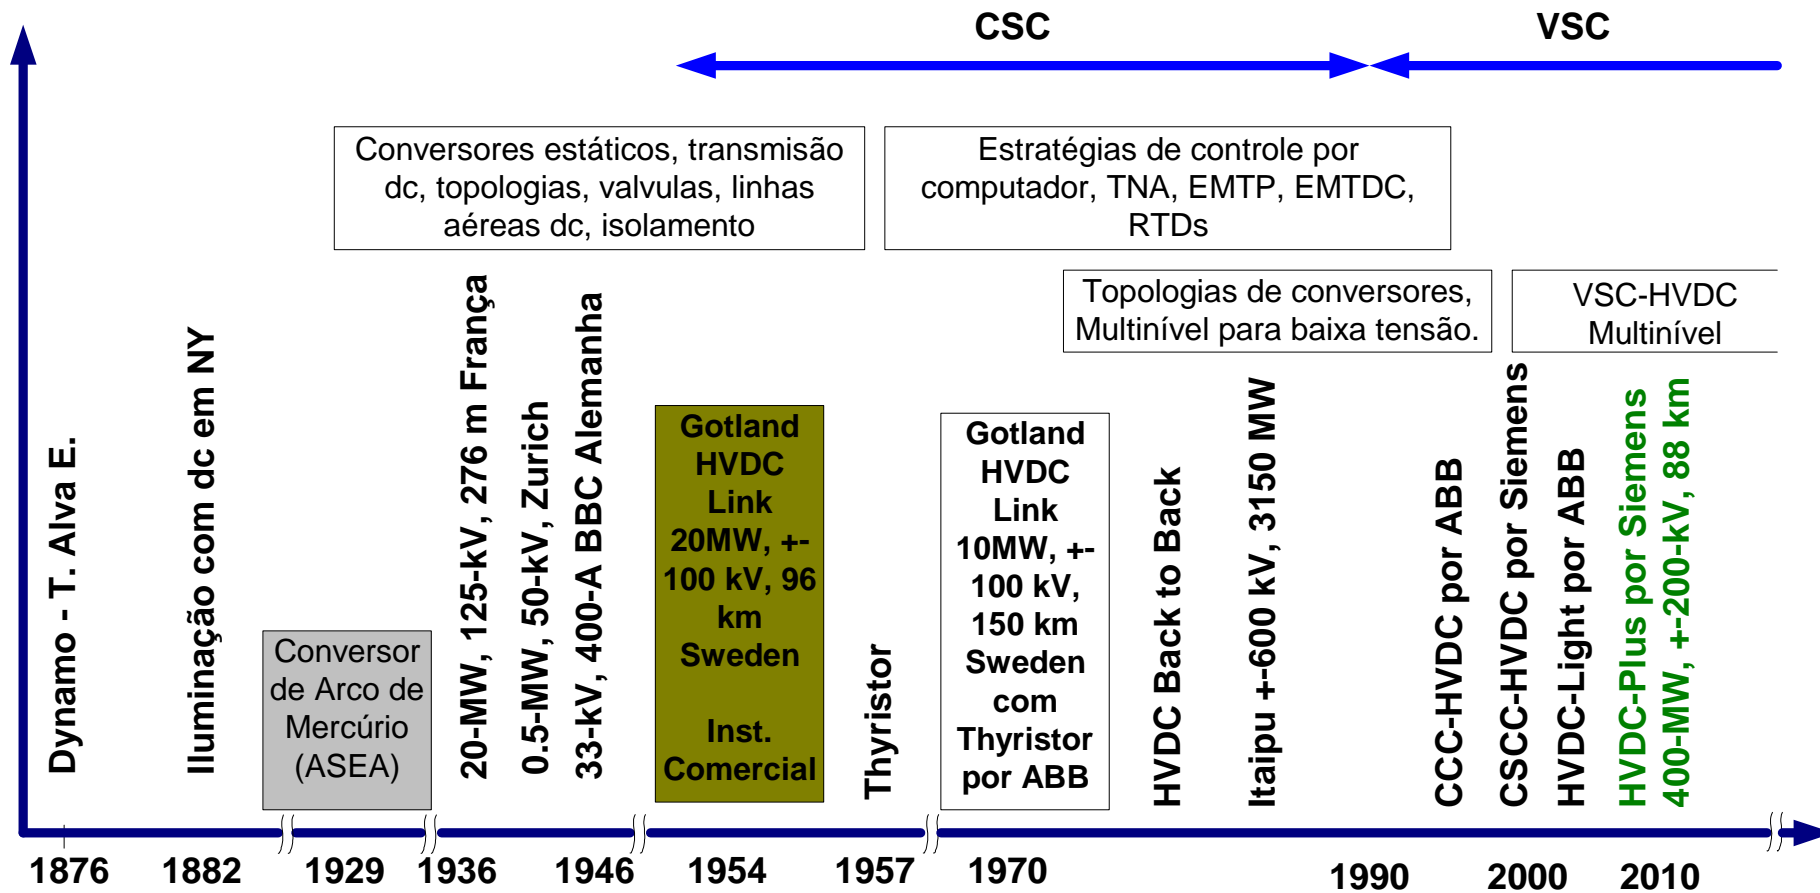 CSC
VSC
Conversores estáticos, transmisão
dc, topologias, valvulas, linhas
aéreas dc, isolamento
Estratégias de controle por
computador, TNA, EMTP, EMTDC,
RTDs
Topologias de conversores,
Multinível para baixa tensão.
VSC-HVDC
Multinível
Dynamo - T. Alva E.
Iluminação com dc em NY
Conversor
de Arco de
Mercúrio
(ASEA)
20-MW, 125-kV, 276 m França
0.5-MW, 50-kV, Zurich
33-kV, 400-A BBC Alemanha
Gotland
HVDC
Link
20MW, +-
100 kV, 96
km
Sweden
Inst.
Comercial
Thyristor
Gotland
HVDC
Link
10MW, +-
100 kV,
150 km
Sweden
com
Thyristor
por ABB
HVDC Back to Back
Itaipu +-600 kV, 3150 MW
CCC-HVDC por ABB
CSCC-HVDC por Siemens
HVDC-Light por ABB
HVDC-Plus por Siemens
400-MW, +-200-kV, 88 km
1876
1882
1929
1936
1946
1954
1957
1970
1990
2000
2010